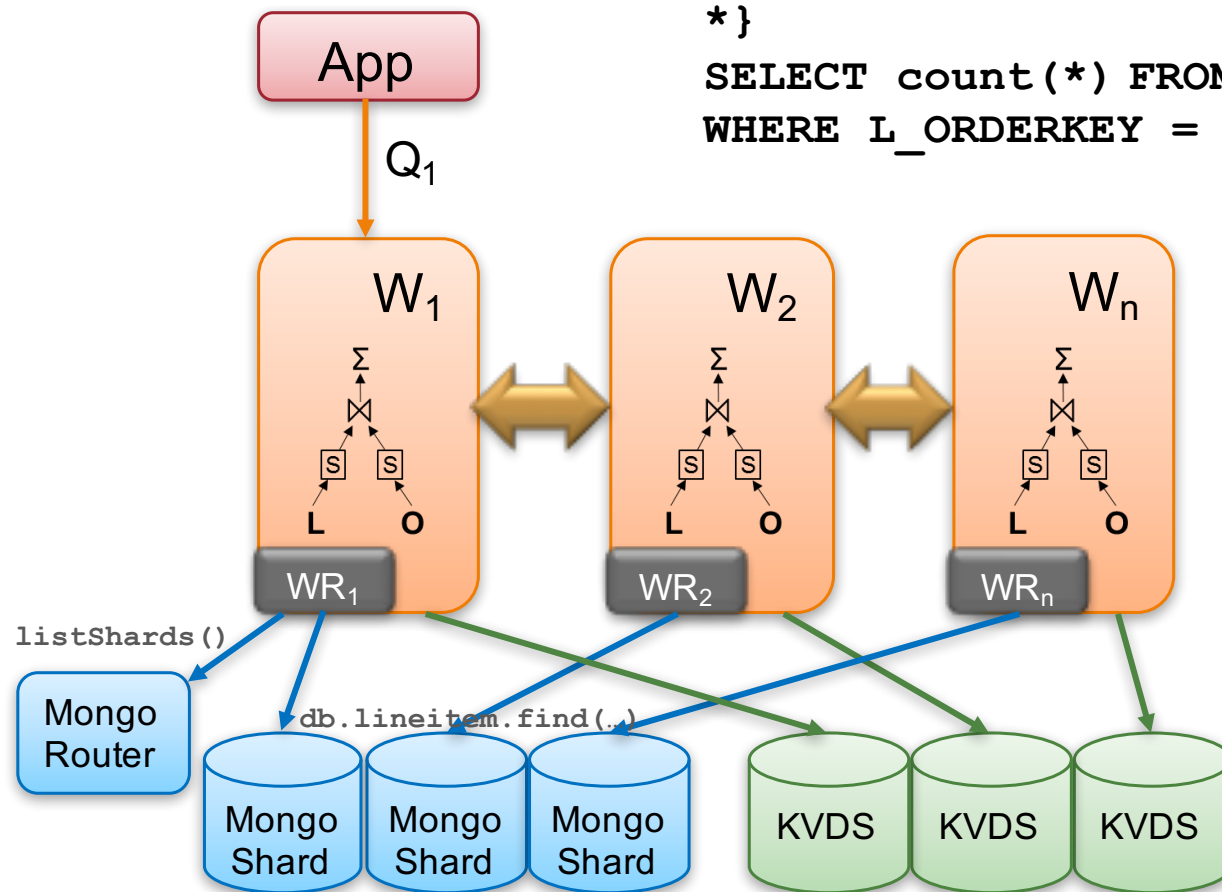 *}
SELECT count(*) FROM
WHERE L_ORDERKEY =
App
Q1
W1
W2
Wn
Σ
Σ
Σ
⋈
⋈
⋈
S S
S S
S S
L O
L O
L O
WR1
WR2
WRn
listShards()
Mongo
Router
db.lineitem.find(…)
Mongo
Shard
Mongo
Shard
Mongo
Shard
KVDS
KVDS
KVDS